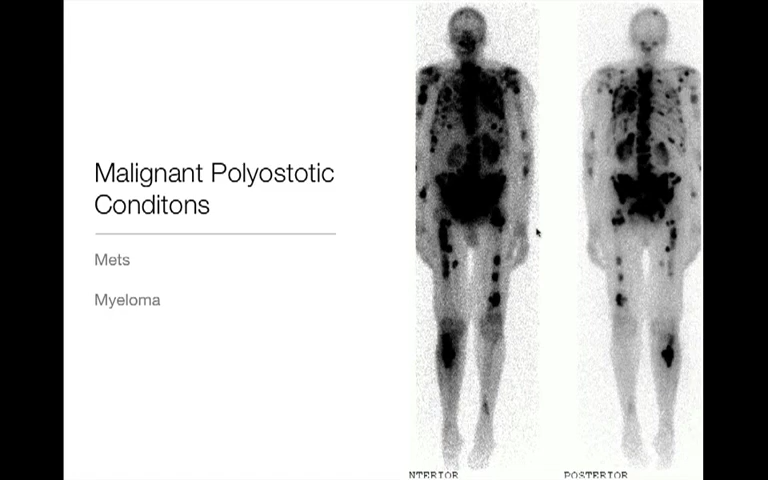 Malignant Polyostotic
Conditons
Mets
Myeloma
NTERIOR
POSTERIOR